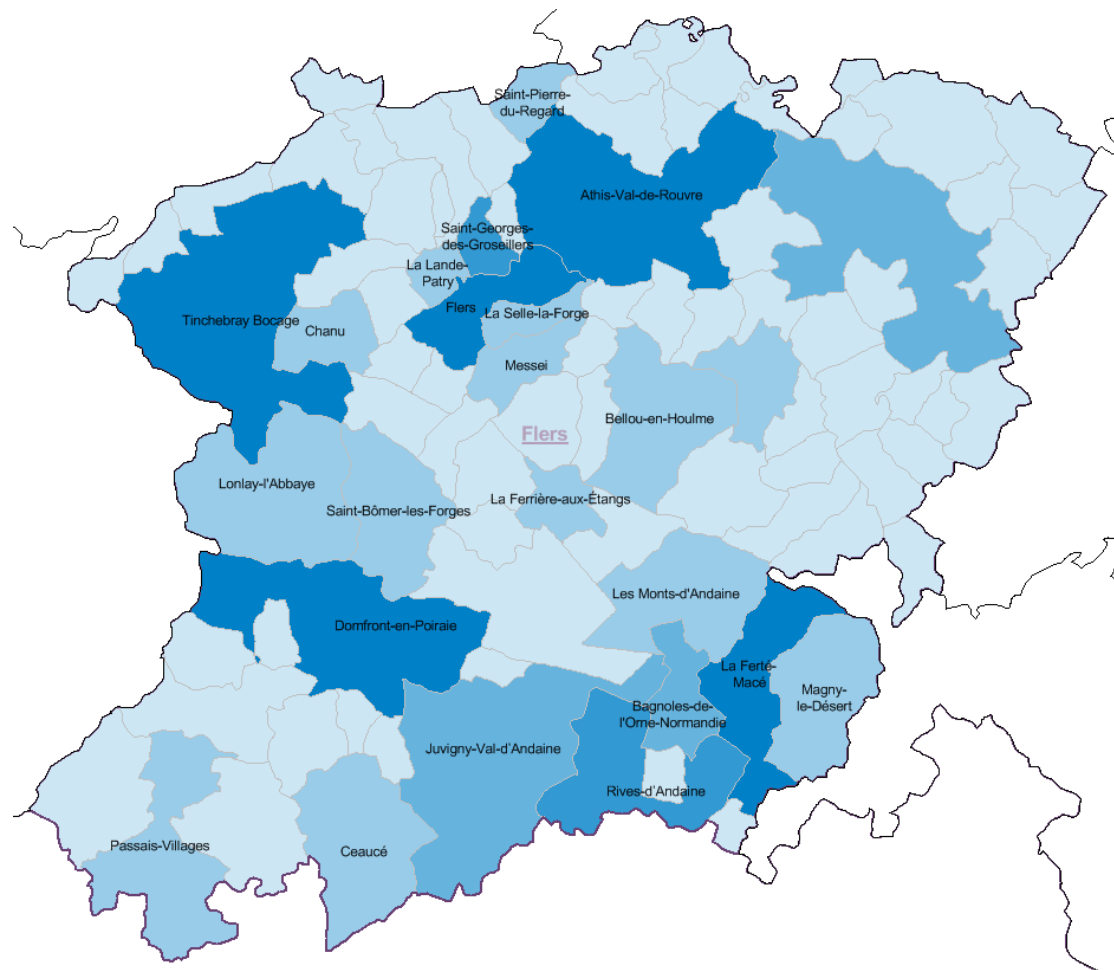 Saint-Pierre-
du-Regard
Athis-Val-de-Rouvre
Saint-Georges-
des-Groseillers
La Lande-
Patry
Flers
La Selle-la-Forge
Tinchebray Bocage
Chanu
Messei
Bellou-en-Houlme
Flers
Lonlay-l'Abbaye
Saint-Bômer-les-Forges
La Ferrière-aux-Étangs
Les Monts-d'Andaine
Domfront-en-Poiraie
La Ferté-
Macé
Magny-
le-Désert
Bagnoles-de-
l'Orne-Normandie
Juvigny-Val-d'Andaine
Rives-d'Andaine
Passais-Villages
Ceaucé